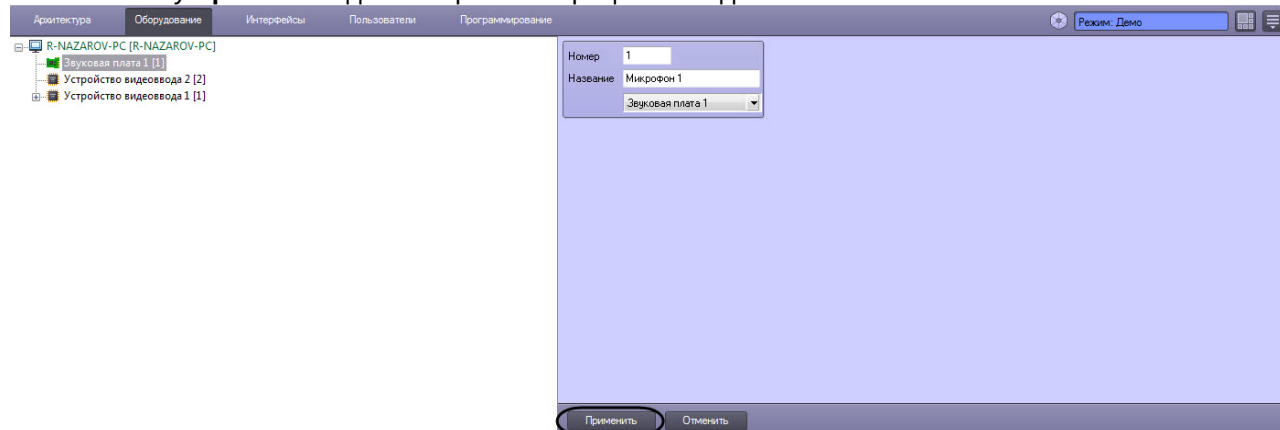 Архитектура Оборудование Интерфейсы Пользователи Программирование Режим: Демо
R-NAZAROV-PC [R-NAZAROV-PC]
Звуковая плата 1 [1]
Устройство видеоввода 2 [2]
Устройство видеоввода 1 [1]
Номер 1
Название Микрофон 1
Звуковая плата 1
Применить Отменить